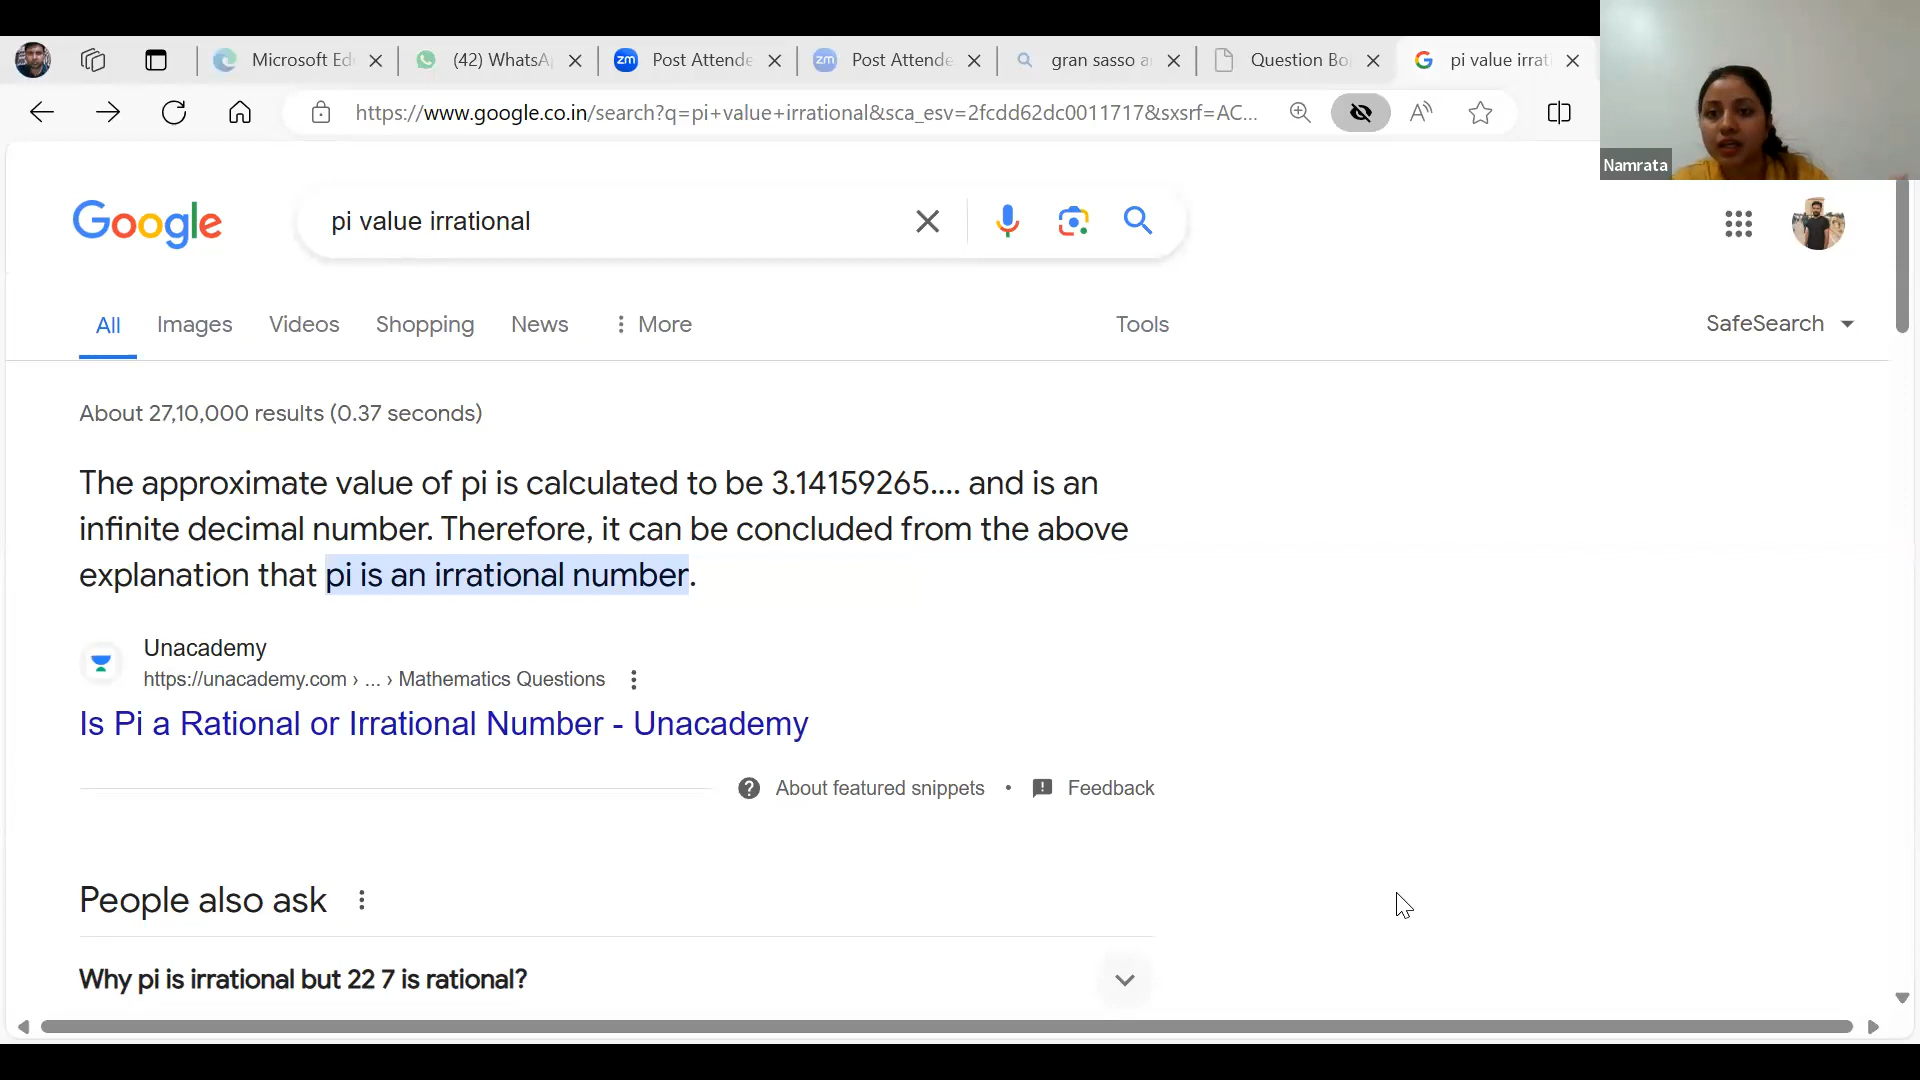 Microsoft Ed
(42) WhatsA
zm Post Attende
zm Post Attende
gran sasso a
Question Bo
pi value irrat
https://www.google.co.in/search?q=pi+value+irrational&sca_esv=2fcdd62dc0011717&sxsrf=AC...
Namrata
Google
pi value irrational
All Images Videos Shopping News More Tools SafeSearch
About 27,10,000 results (0.37 seconds)
The approximate value of pi is calculated to be 3.14159265.... and is an
infinite decimal number. Therefore, it can be concluded from the above
explanation that pi is an irrational number.
Unacademy
https://unacademy.com › ... › Mathematics Questions
Is Pi a Rational or Irrational Number - Unacademy
About featured snippets • Feedback
People also ask
Why pi is irrational but 22 7 is rational?